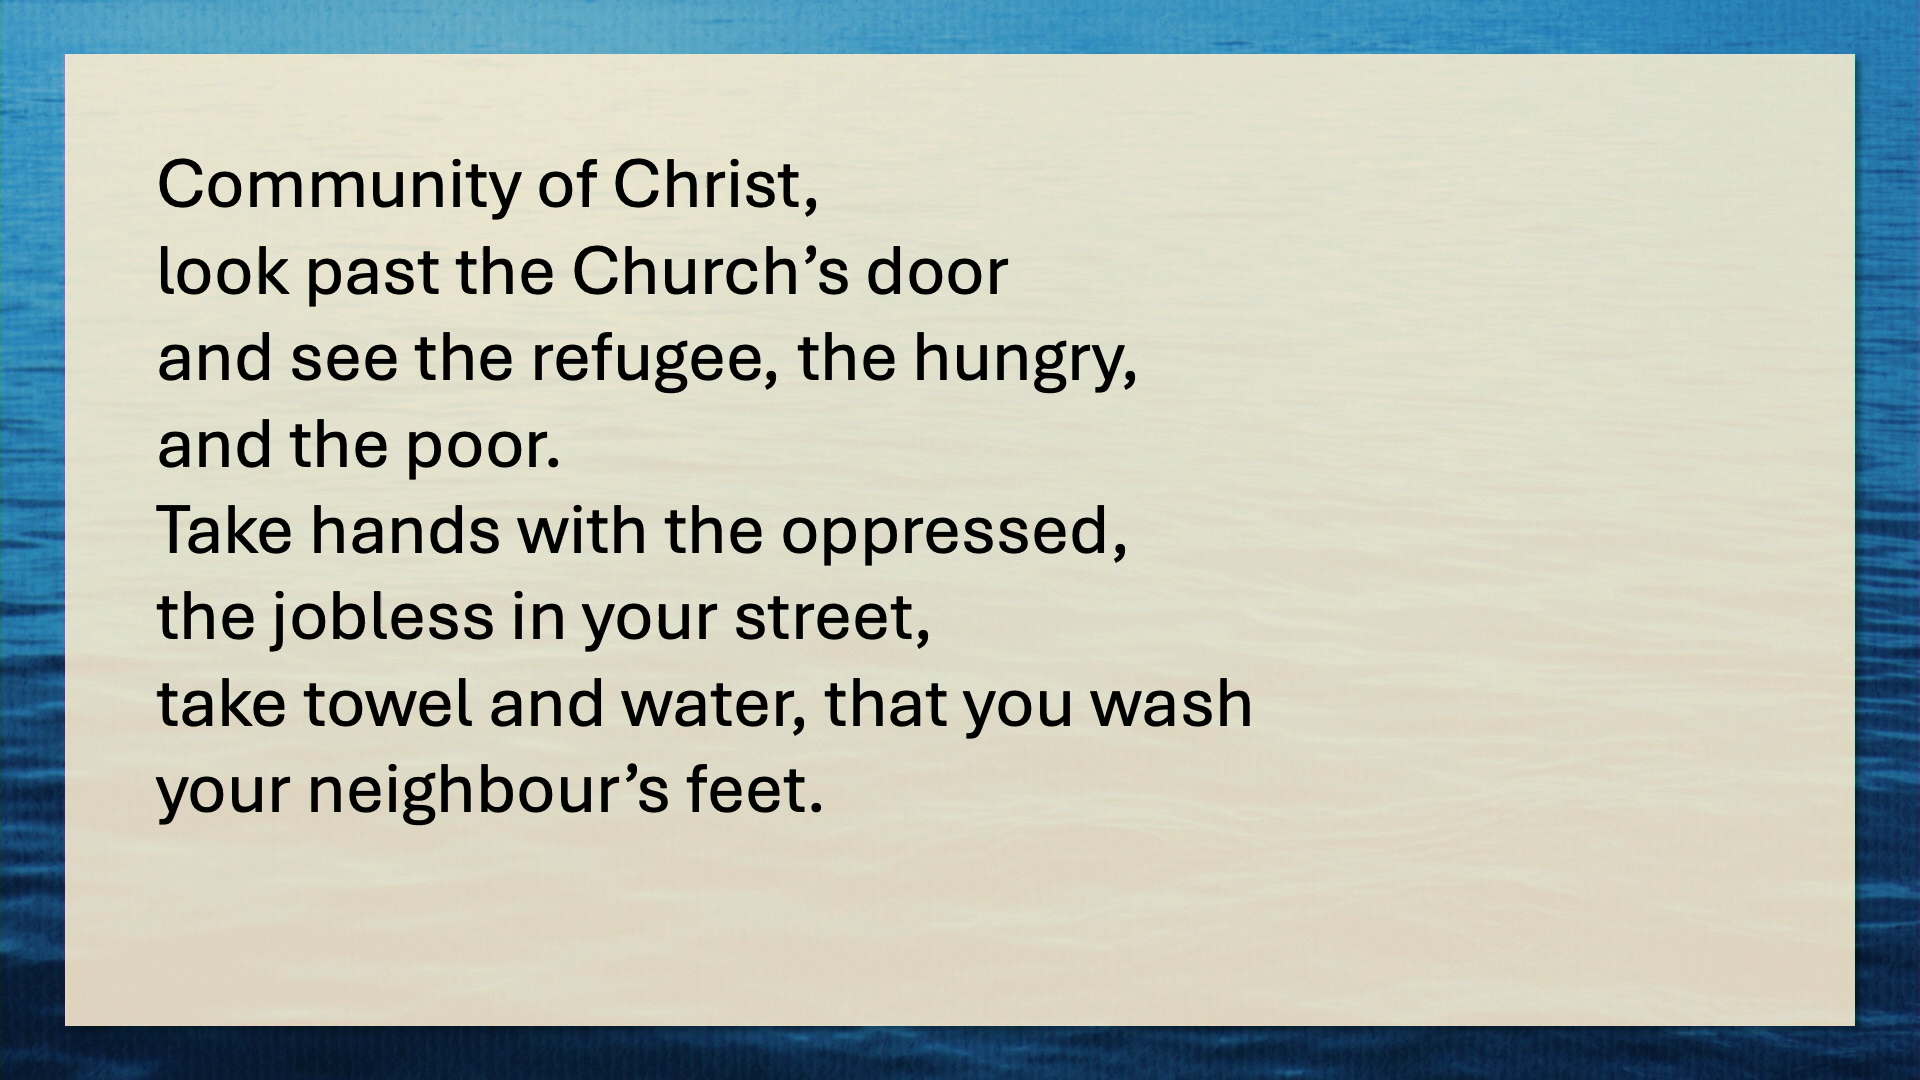 Community of Christ,
look past the Church’s door
and see the refugee, the hungry,
and the poor.
Take hands with the oppressed,
the jobless in your street,
take towel and water, that you wash
your neighbour’s feet.